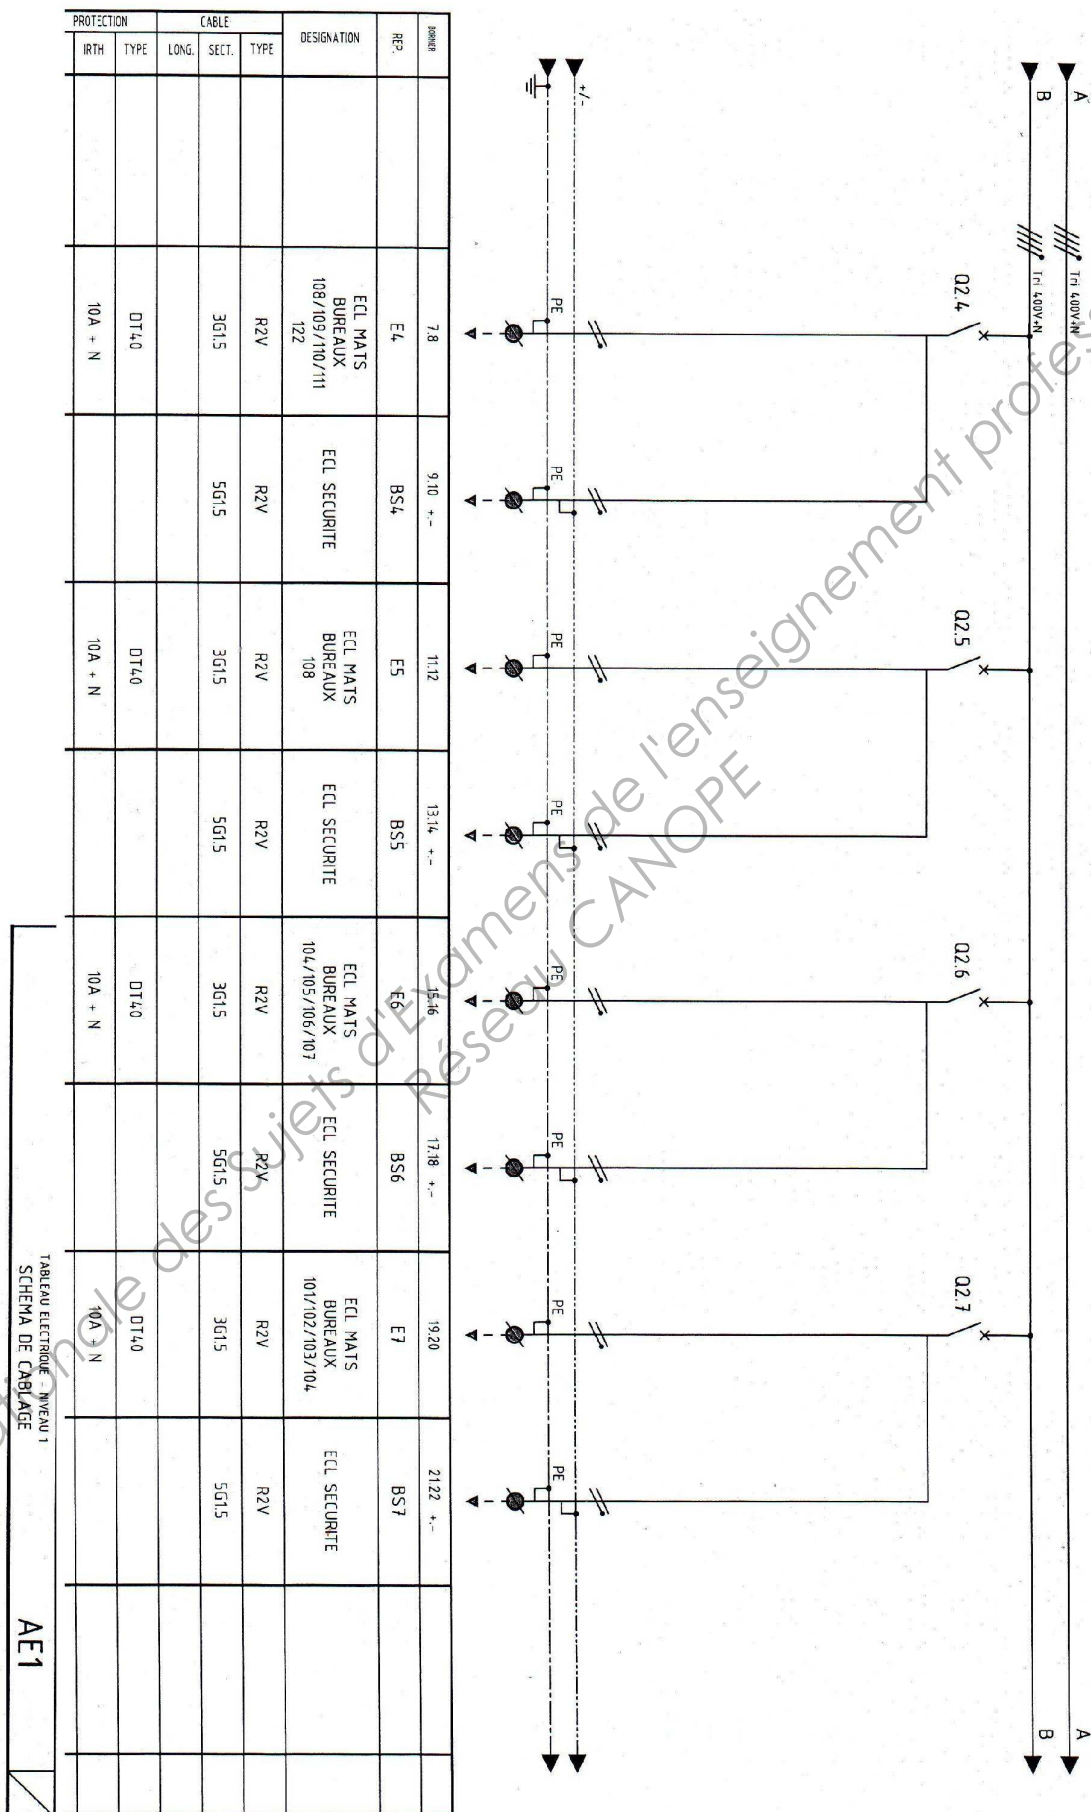 A
B
Tri 400V+N
Tri 400V+N
A
B
+/-
Q2.4
Q2.5
Q2.6
Q2.7
PE
PE
PE
PE
PE
PE
PE
PE
BORNIER
7.8
9.10 +.-
11.12
13.14 +.-
15.16
17.18 +.-
19.20
21.22 +.-
REP.
E4
BS4
E5
BS5
E6
BS6
E7
BS7
DESIGNATION
ECL MATS
BUREAUX
108/109/110/111
122
ECL SECURITE
ECL MATS
BUREAUX
108
ECL SECURITE
ECL MATS
BUREAUX
104/105/106/107
ECL SECURITE
ECL MATS
BUREAUX
101/102/103/104
ECL SECURITE
CABLE
TYPE
R2V
R2V
R2V
R2V
R2V
R2V
R2V
R2V
SECT.
3G1.5
5G1.5
3G1.5
5G1.5
3G1.5
5G1.5
3G1.5
5G1.5
LONG.
PROTECTION
TYPE
DT40
DT40
DT40
DT40
IRTH
10A + N
10A + N
10A + N
10A + N
TABLEAU ELECTRIQUE - NIVEAU 1
SCHEMA DE CABLAGE
AE1
des Sujets d'Examens de l'enseignement
Réseau CANOPE